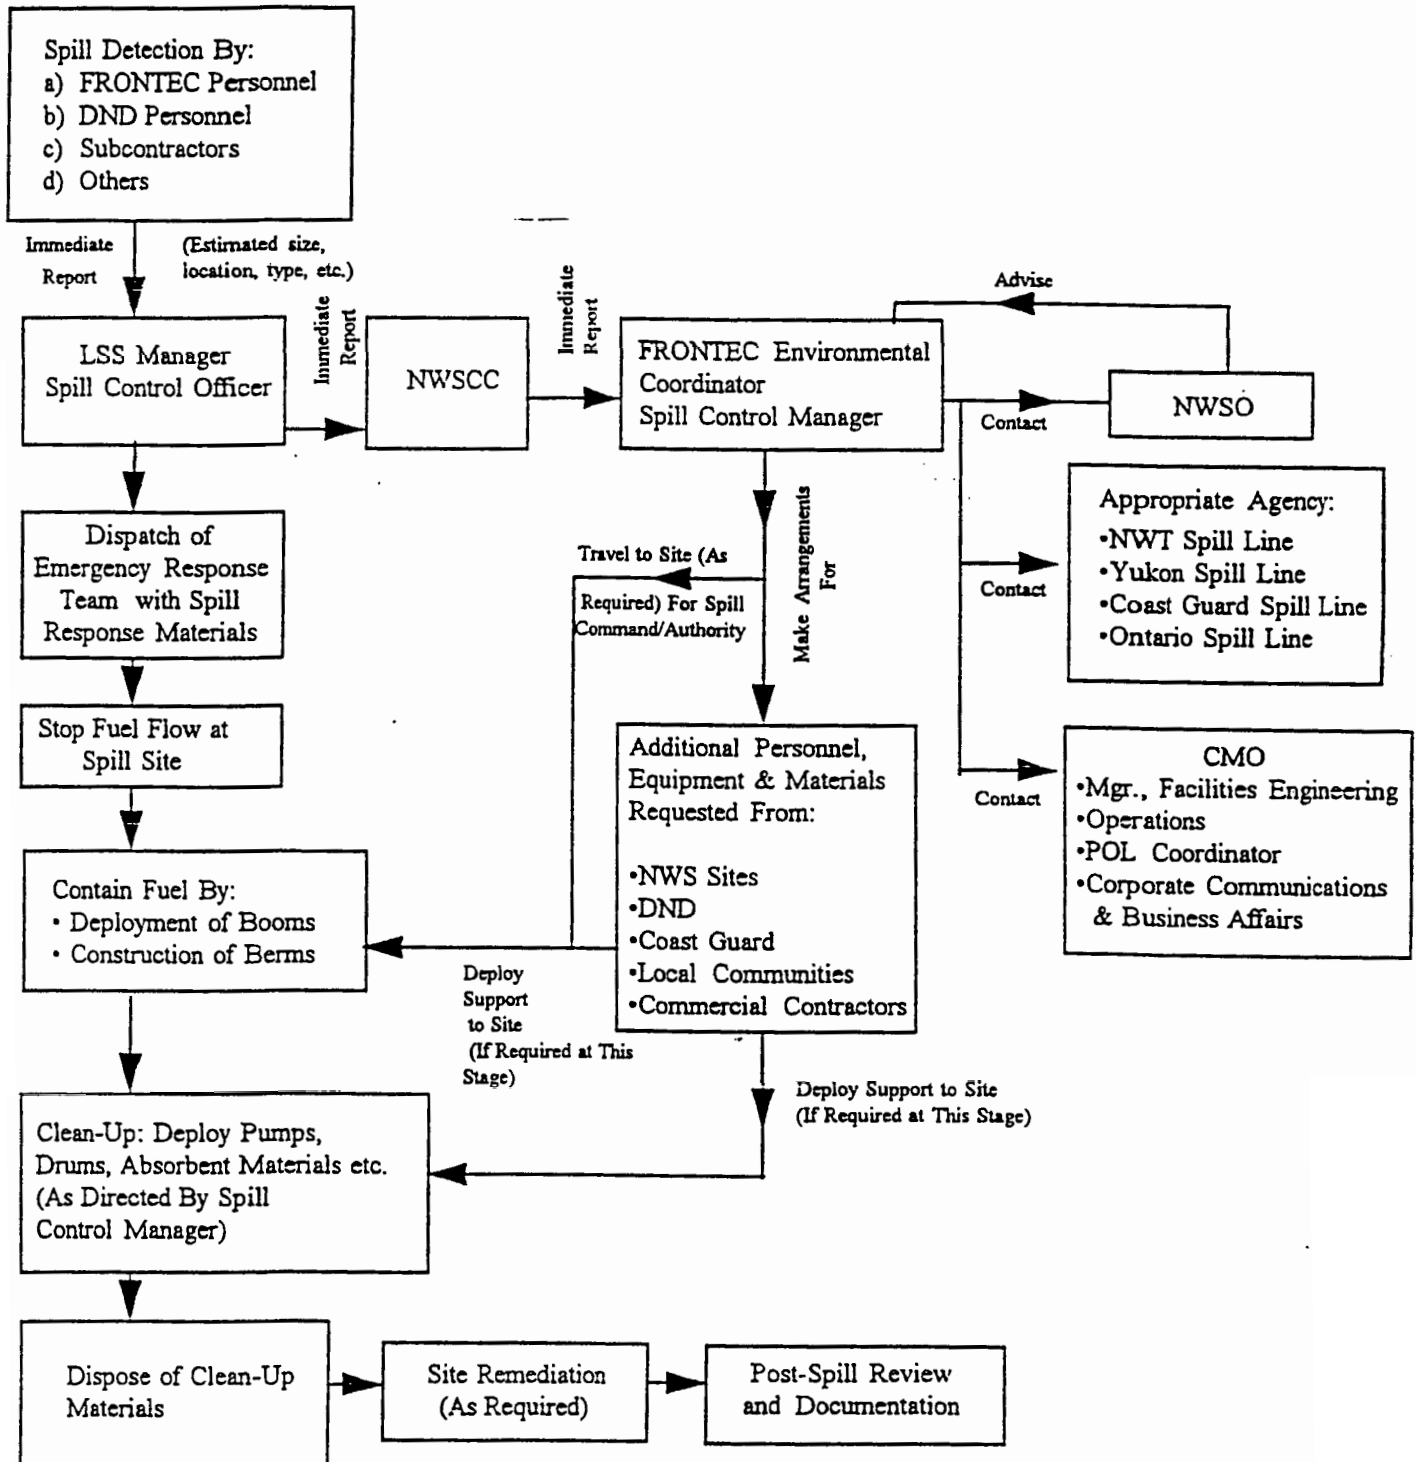 Spill Detection By:
a) FRONTEC Personnel
b) DND Personnel
c) Subcontractors
d) Others
Immediate
Report
(Estimated size,
location, type, etc.)
LSS Manager
Spill Control Officer
Immediate
Report
NWSCC
Immediate
Report
FRONTEC Environmental
Coordinator
Spill Control Manager
Advise
Contact
NWSO
Contact
Appropriate Agency:
•NWT Spill Line
•Yukon Spill Line
•Coast Guard Spill Line
•Ontario Spill Line
Contact
CMO
•Mgr., Facilities Engineering
•Operations
•POL Coordinator
•Corporate Communications
& Business Affairs
Dispatch of
Emergency Response
Team with Spill
Response Materials
Travel to Site (As
Required) For Spill
Command/Authority
Make Arrangements
For
Stop Fuel Flow at
Spill Site
Additional Personnel,
Equipment & Materials
Requested From:
•NWS Sites
•DND
•Coast Guard
•Local Communities
•Commercial Contractors
Contain Fuel By:
• Deployment of Booms
• Construction of Berms
Deploy
Support
to Site
(If Required at This
Stage)
Deploy Support to Site
(If Required at This Stage)
Clean-Up: Deploy Pumps,
Drums, Absorbent Materials etc.
(As Directed By Spill
Control Manager)
Dispose of Clean-Up
Materials
Site Remediation
(As Required)
Post-Spill Review
and Documentation